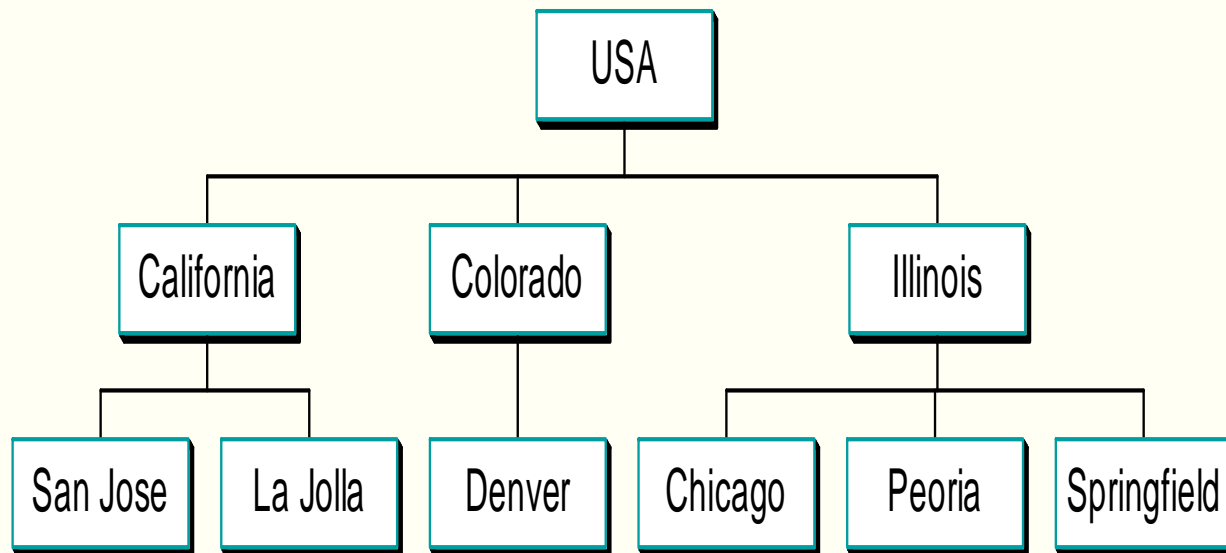 USA
California
Colorado
Illinois
San Jose
La Jolla
Denver
Chicago
Peoria
Springfield